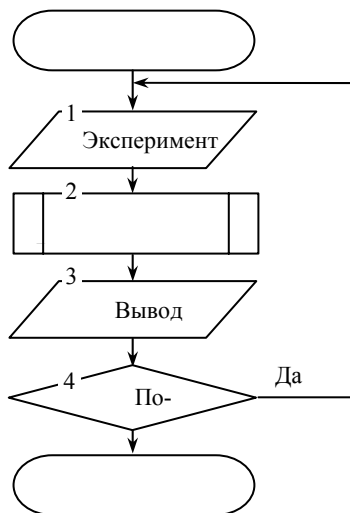 1
Эксперимент
2
3
Вывод
4
Да
По-